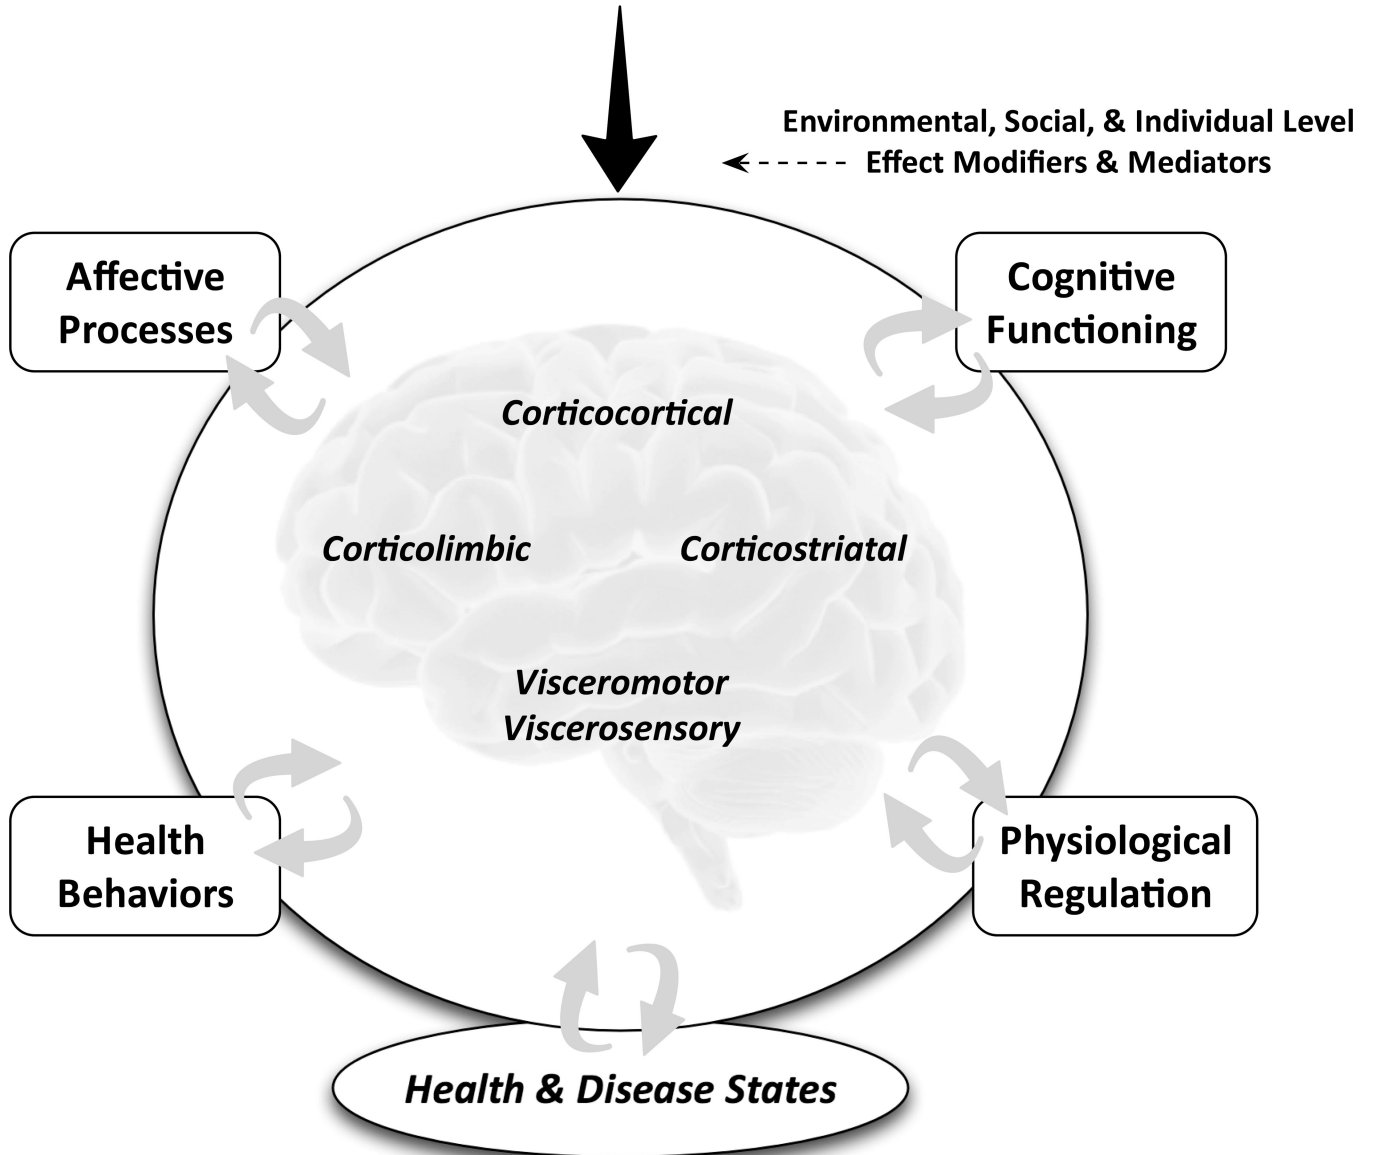 Environmental, Social, & Individual Level
Effect Modifiers & Mediators
Affective
Processes
Cognitive
Functioning
Corticocortical
Corticolimbic
Corticostriatal
Visceromotor
Viscerosensory
Health
Behaviors
Physiological
Regulation
Health & Disease States